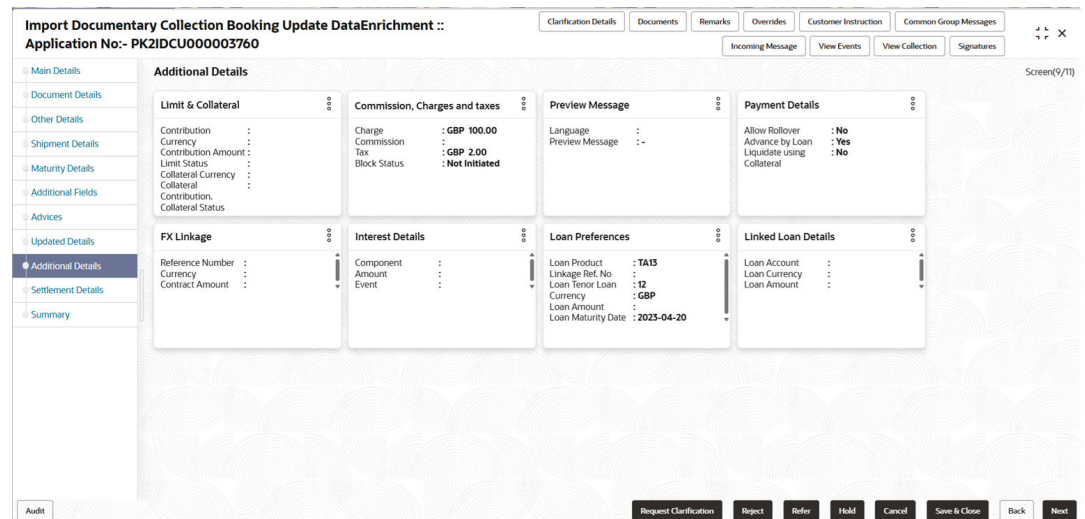 Import Documentary Collection Booking Update DataEnrichment ::
Application No:- PK2IDCU000003760
Clarification Details
Documents
Remarks
Overrides
Customer Instruction
Common Group Messages
Incoming Message
View Events
View Collection
Signatures
Main Details
Document Details
Other Details
Shipment Details
Maturity Details
Additional Fields
Advices
Updated Details
Additional Details
Settlement Details
Summary
Additional Details
Screen(9/11)
Limit & Collateral
Contribution :
Currency :
Contribution Amount :
Limit Status :
Collateral Currency :
Collateral :
Contribution,
Collateral Status
Commission, Charges and taxes
Charge : GBP 100.00
Commission :
Tax : GBP 2.00
Block Status : Not Initiated
Preview Message
Language :
Preview Message : -
Payment Details
Allow Rollover : No
Advance by Loan : Yes
Liquidate using : No
Collateral
FX Linkage
Reference Number :
Currency :
Contract Amount :
Interest Details
Component :
Amount :
Event :
Loan Preferences
Loan Product : TA13
Linkage Ref. No :
Loan Tenor Loan : 12
Currency : GBP
Loan Amount :
Loan Maturity Date : 2023-04-20
Linked Loan Details
Loan Account :
Loan Currency :
Loan Amount :
Audit
Request Clarification
Reject
Refer
Hold
Cancel
Save & Close
Back
Next